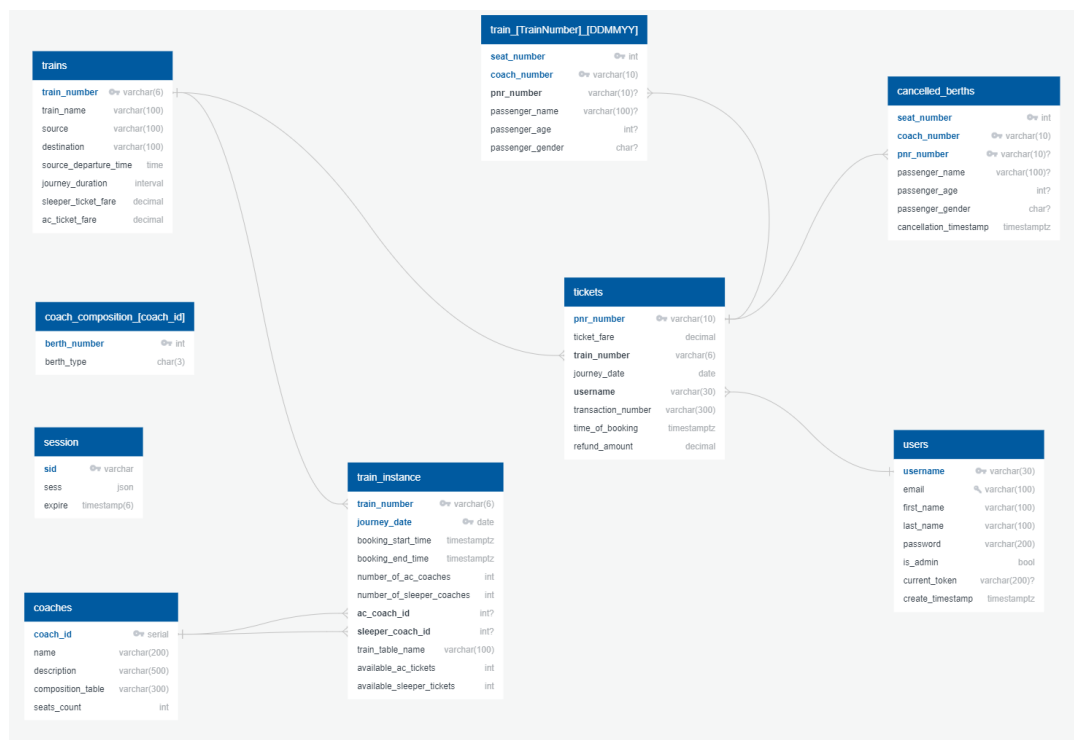 trains
train_number varchar(6)
train_name varchar(100)
source varchar(100)
destination varchar(100)
source_departure_time time
journey_duration interval
sleeper_ticket_fare decimal
ac_ticket_fare decimal
train_[TrainNumber]_[DDMMYY]
seat_number int
coach_number varchar(10)
pnr_number varchar(10)?
passenger_name varchar(100)?
passenger_age int?
passenger_gender char?
cancelled_berths
seat_number int
coach_number varchar(10)
pnr_number varchar(10)?
passenger_name varchar(100)?
passenger_age int?
passenger_gender char?
cancellation_timestamp timestamptz
coach_composition_[coach_id]
berth_number int
berth_type char(3)
tickets
pnr_number varchar(10)
ticket_fare decimal
train_number varchar(6)
journey_date date
username varchar(30)
transaction_number varchar(300)
time_of_booking timestamptz
refund_amount decimal
session
sid varchar
sess json
expire timestamp(6)
train_instance
train_number varchar(6)
journey_date date
booking_start_time timestamptz
booking_end_time timestamptz
number_of_ac_coaches int
number_of_sleeper_coaches int
ac_coach_id int?
sleeper_coach_id int?
train_table_name varchar(100)
available_ac_tickets int
available_sleeper_tickets int
users
username varchar(30)
email varchar(100)
first_name varchar(100)
last_name varchar(100)
password varchar(200)
is_admin bool
current_token varchar(200)?
create_timestamp timestamptz
coaches
coach_id serial
name varchar(200)
description varchar(500)
composition_table varchar(300)
seats_count int